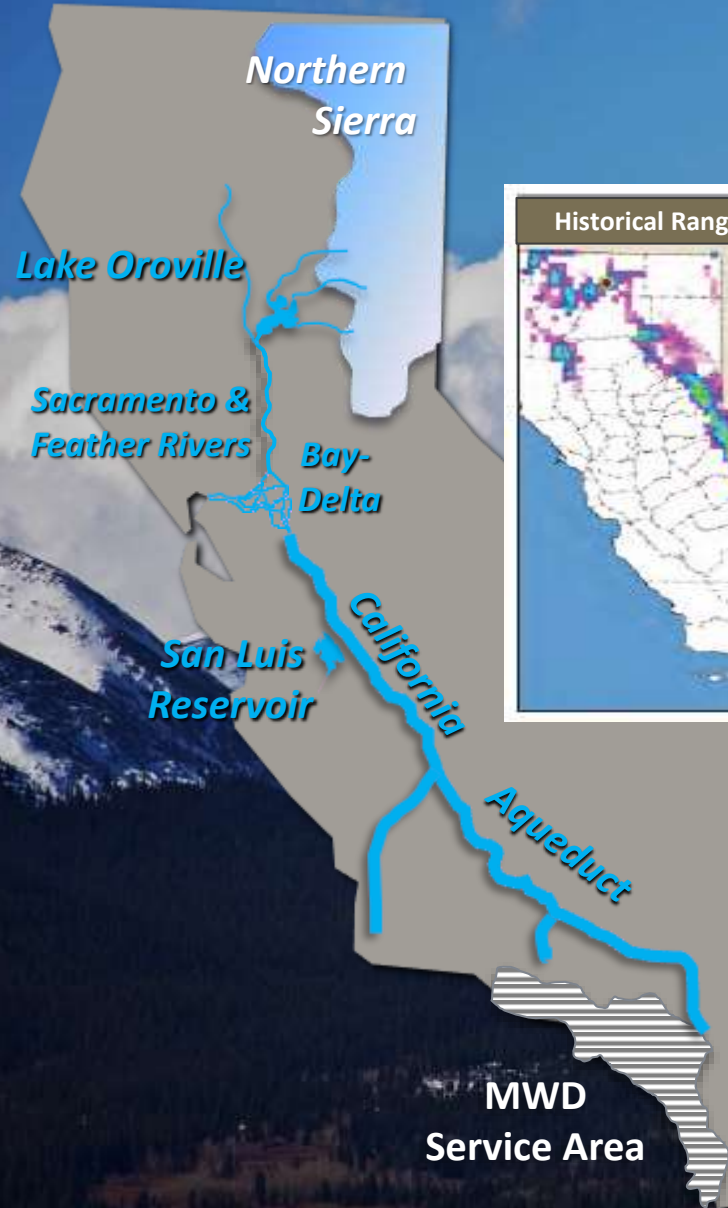 Northern
Sierra
Historical Rang
Lake Oroville
Sacramento &
Feather Rivers
Bay-
Delta
San Luis
Reservoir
California
Aqueduct
MWD
Service Area